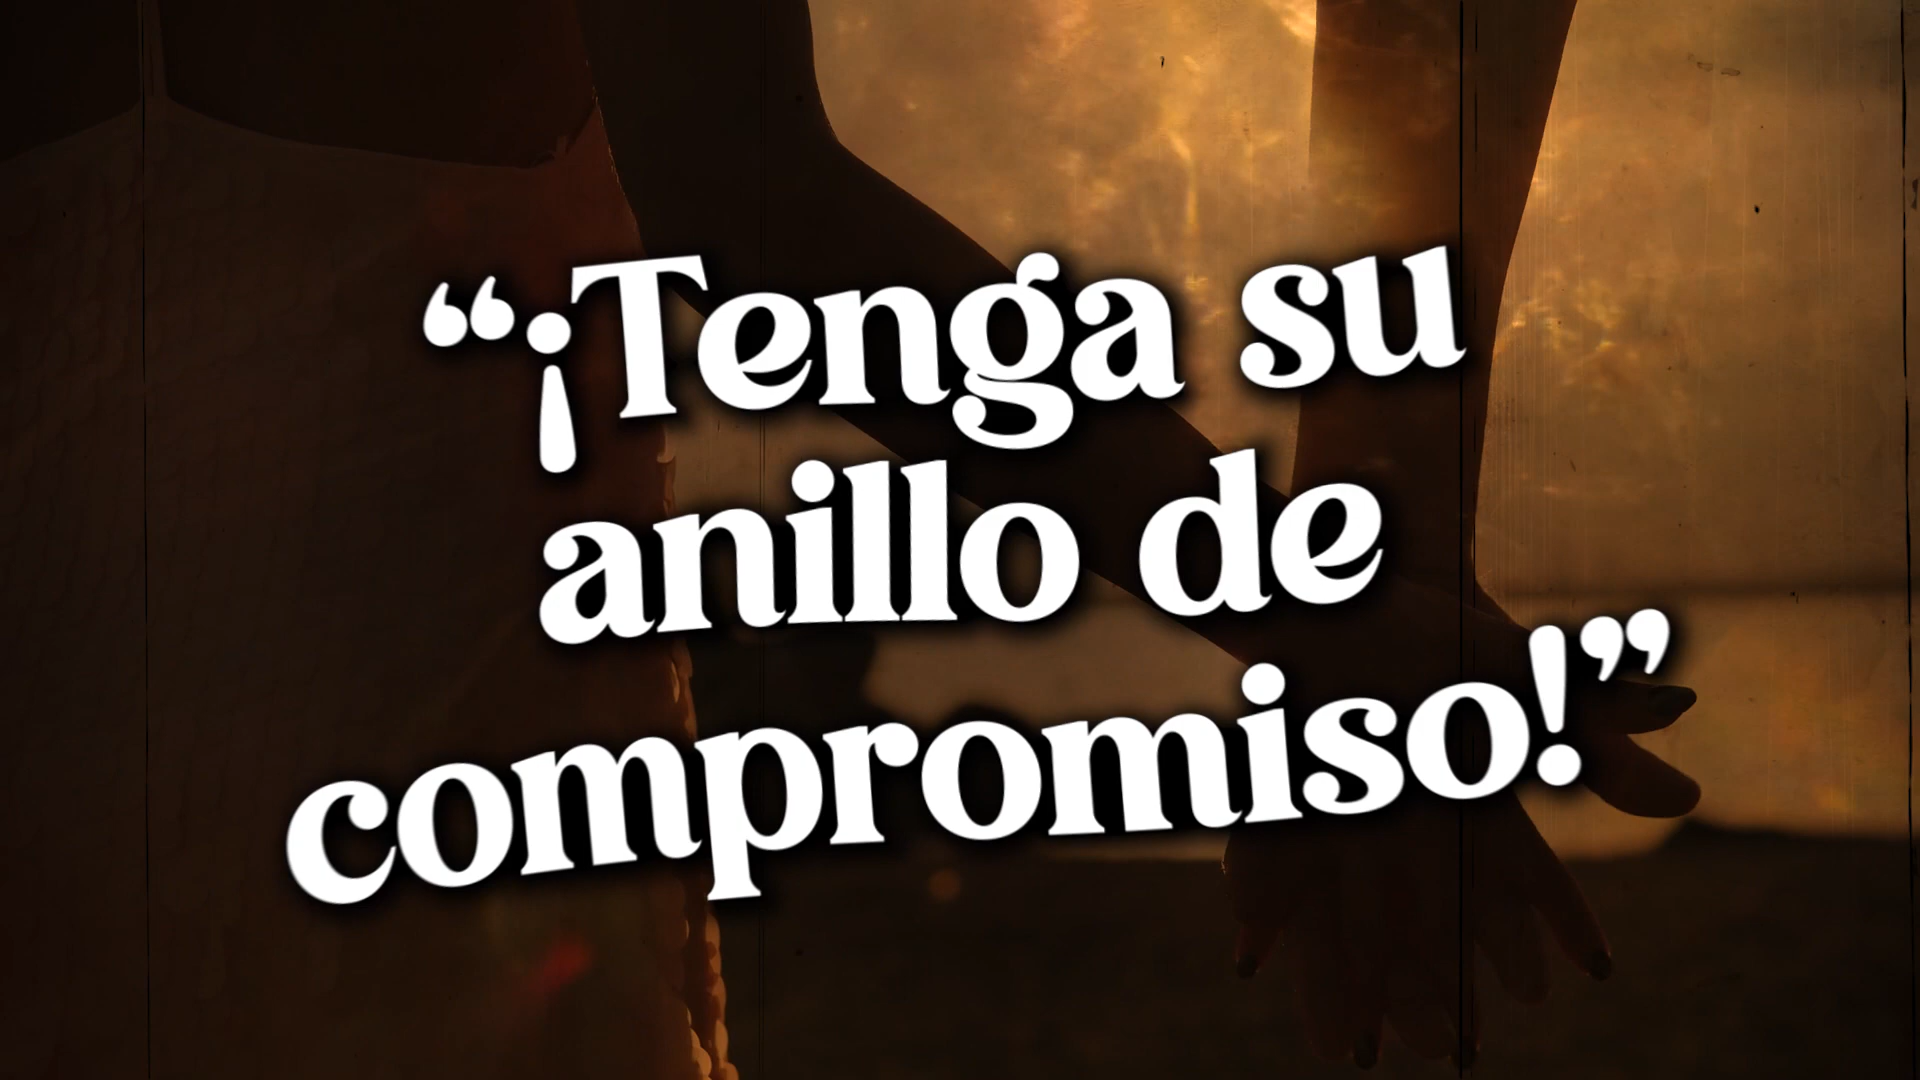 “¡Tenga su
anillo de
compromiso!”